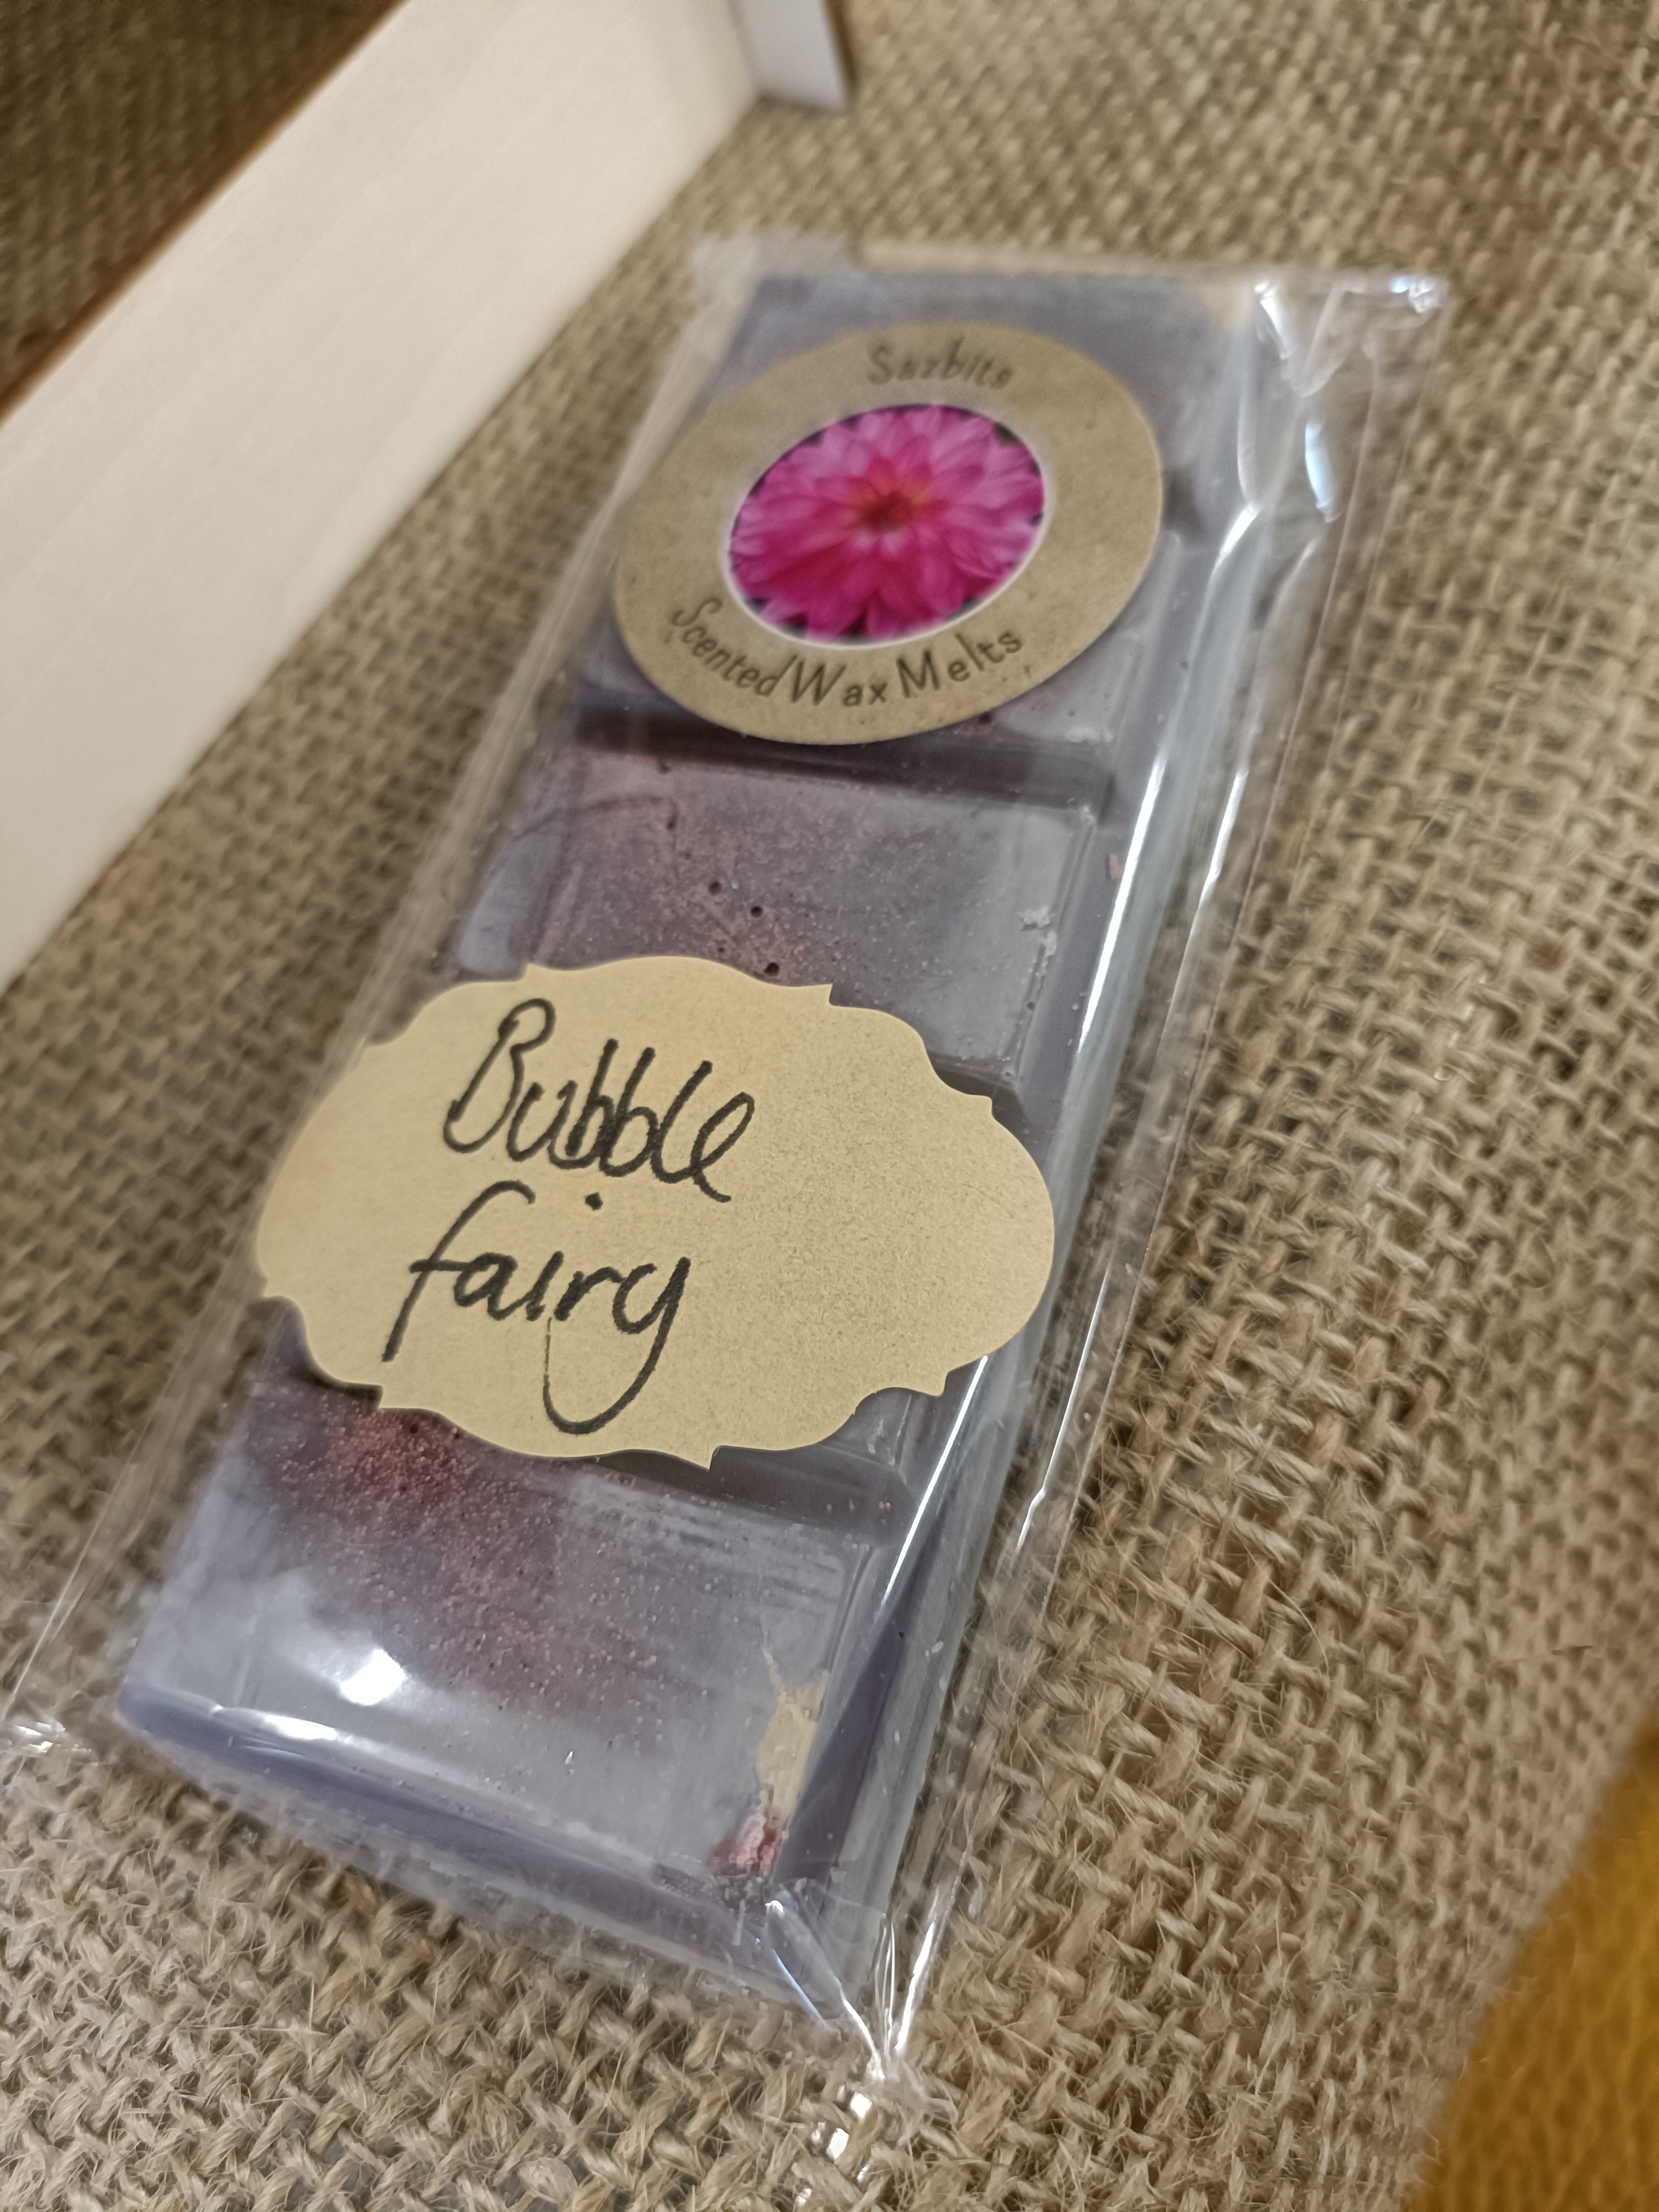 Sazbits
Scented Wax Melts
Bubble
fairy